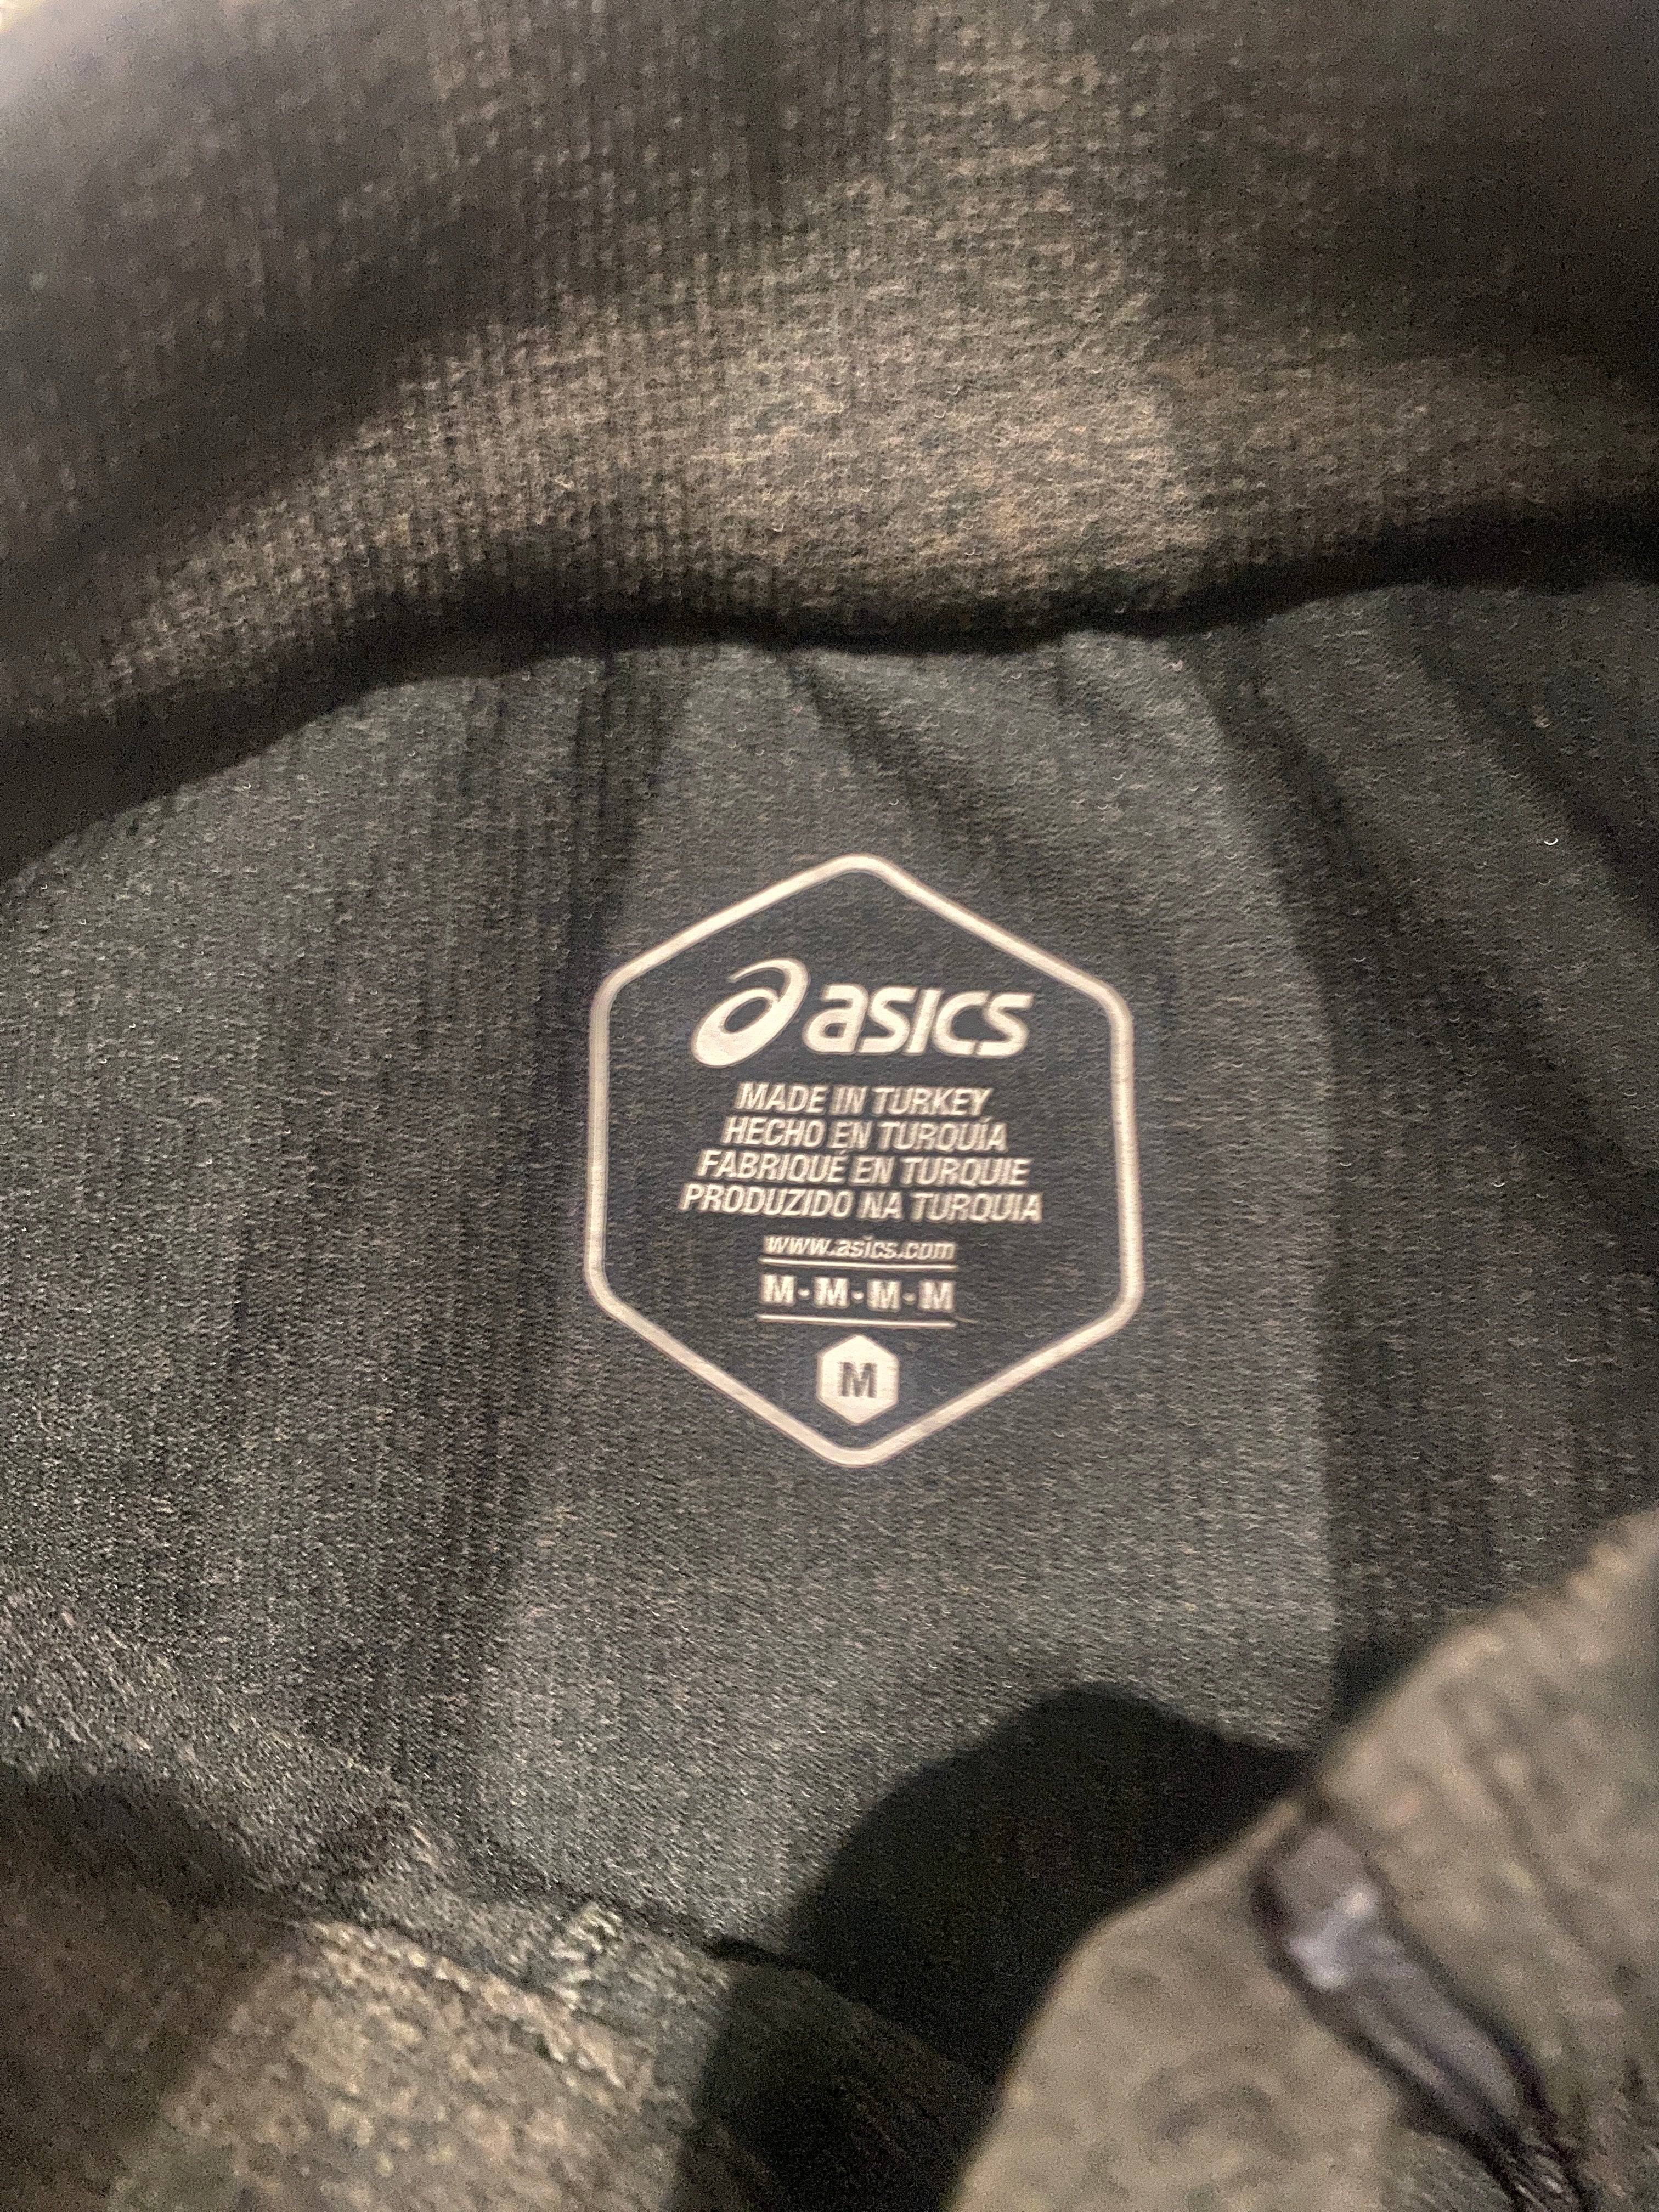 asics
MADE IN TURKEY
HECHO EN TURQUÍA
FABRIQUÉ EN TURQUIE
PRODUZIDO NA TURQUIA
www.asics.com
M·M·M·M
M